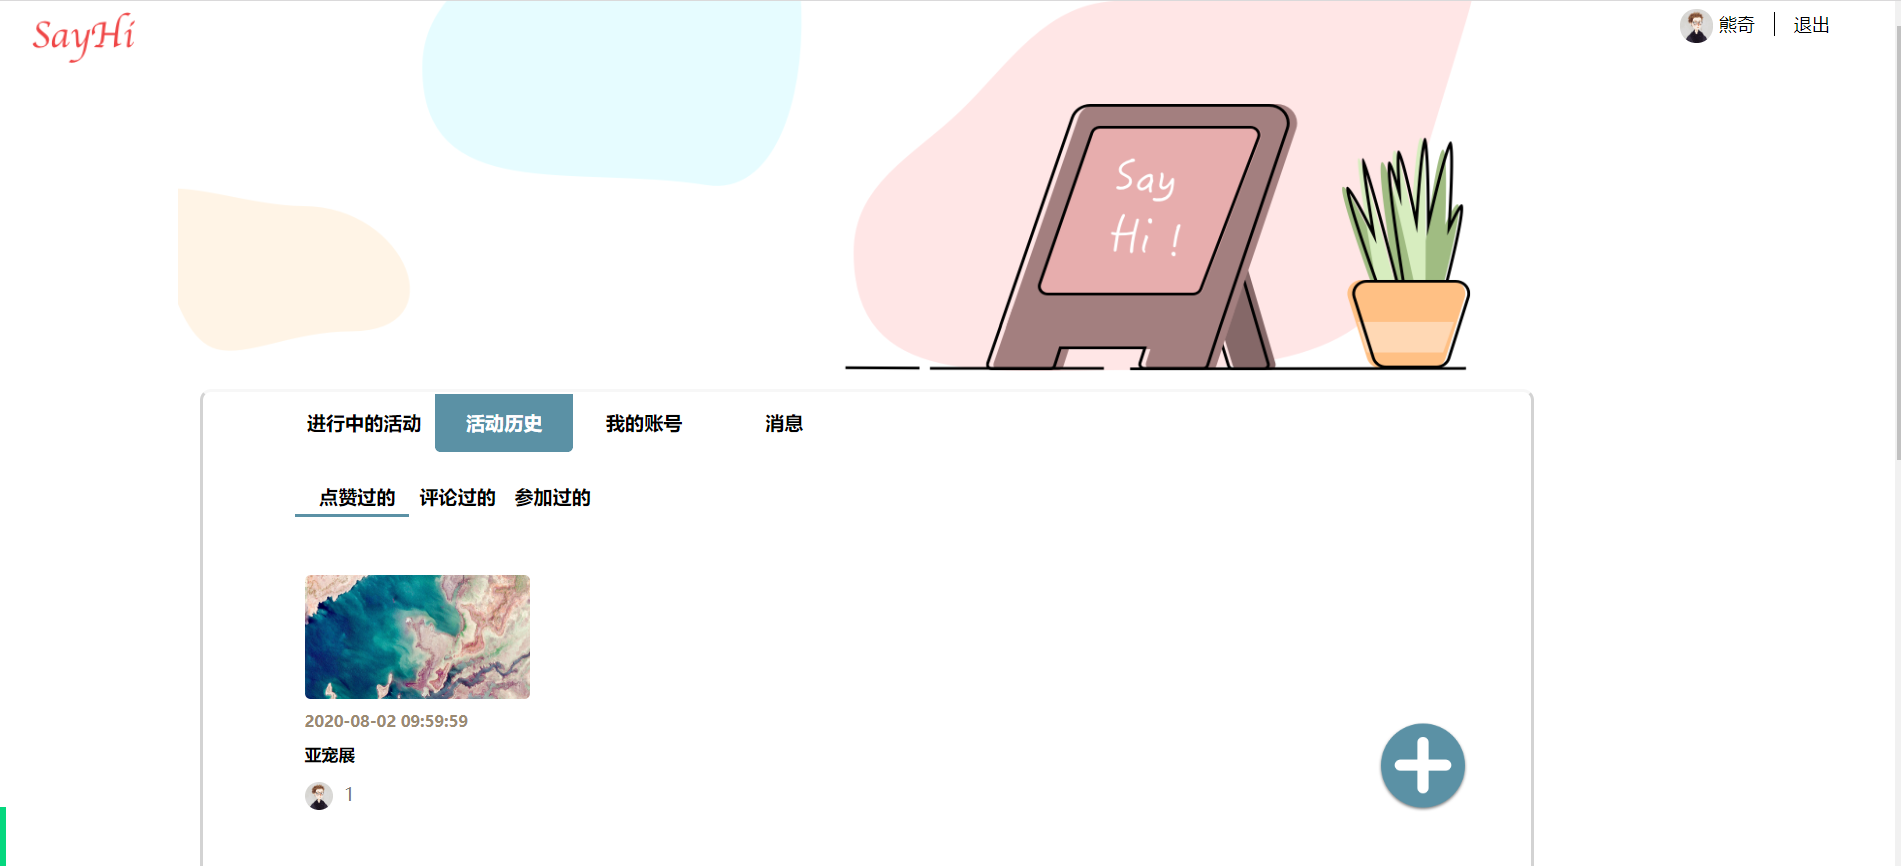 SayHi
熊奇 退出
Say
Hi !
进行中的活动 活动历史 我的账号 消息
点赞过的 评论过的 参加过的
2020-08-02 09:59:59
亚宠展
1